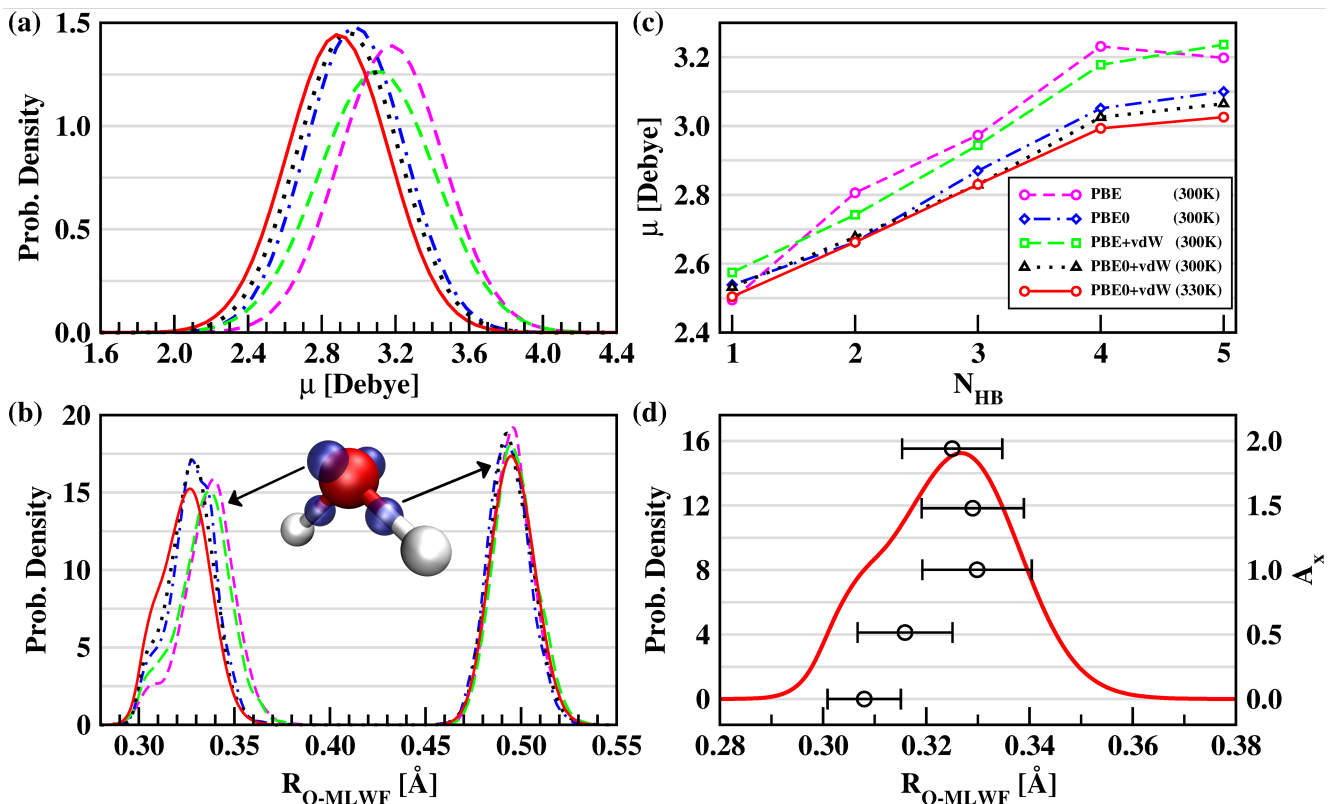 (a)
1.5
1.0
0.5
0.0
Prob. Density
1.6 2.0 2.4 2.8 3.2 3.6 4.0 4.4
μ [Debye]
(c)
3.2
3.0
2.8
2.6
2.4
μ [Debye]
PBE (300K)
PBE0 (300K)
PBE+vdW (300K)
PBE0+vdW (300K)
PBE0+vdW (330K)
1 2 3 4 5
N_HB
(b)
20
15
10
5
0
Prob. Density
0.30 0.35 0.40 0.45 0.50 0.55
R_O-MLWF [Å]
(d)
16
12
8
4
0
Prob. Density
2.0
1.5
1.0
0.5
0.0
A_x
0.28 0.30 0.32 0.34 0.36 0.38
R_O-MLWF [Å]